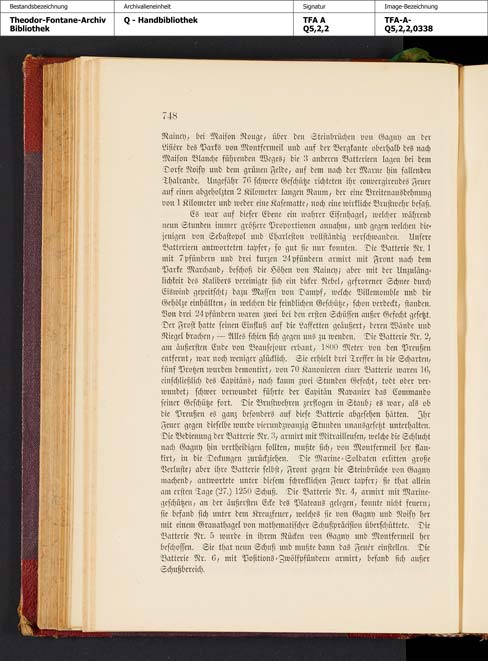 Bestandsbezeichnung
Archivalieneinheit
Signatur
Image-Bezeichnung
Theodor-Fontane-Archiv
Bibliothek
Q - Handbibliothek
TFA A
Q5,2,2
TFA-A-
Q5,2,2,0338
748
Rainey, bei Maison Rouge, über den Steinbrüchen von Gagny an der
Lisière des Parks von Montfermeil und auf der Bergkante oberhalb des nach
Maison Blanche führenden Weges; die 3 anderen Batterieen lagen bei dem
Dorfe Noisy und dem grünen Felde, auf dem nach der Marne hin fallenden
Thalrande. Ungefähr 76 schwere Geschütze richteten ihr convergirendes Feuer
auf einen abgeholzten 2 Kilometer langen Raum, der eine Breitenausdehnung
von 1 Kilometer und weder eine Kasematte, noch eine wirkliche Brustwehr besaß.
Es war auf dieser Ebene ein wahrer Eisenhagel, welcher während
neun Stunden immer größere Proportionen annahm, und gegen welchen die-
jenigen von Sebastopol und Charleston vollständig verschwanden. Unsere
Batterieen antworteten tapfer, so gut sie nur konnten. Die Batterie Nr. 1
mit 7pfündern und drei kurzen 24pfündern armirt mit Front nach dem
Parke Marchand, beschoß die Höhen von Rainey; aber mit der Unzuläng-
lichkeit des Kalibers vereinigte sich ein dicker Nebel, gefrorener Schnee durch
Eiswind gepeitscht; dazu Massen von Dampf, welche Villemomble und die
Gehölze einhüllten, in welchen die feindlichen Geschütze, schon verdeckt, standen.
Von drei 24pfündern waren zwei bei den ersten Schüssen außer Gefecht gesetzt.
Der Frost hatte seinen Einfluß auf die Laffetten geäußert, deren Wände und
Riegel brachen, — Alles schien sich gegen uns zu wenden. Die Batterie Nr. 2,
am äußersten Ende von Beausejour erbaut, 1800 Meter von den Preußen
entfernt, war noch weniger glücklich. Sie erhielt drei Treffer in die Scharten,
fünf Protzen wurden demontirt, von 70 Kanonieren einer Batterie waren 16,
einschließlich des Capitäns, nach kaum zwei Stunden Gefecht, todt oder ver-
wundet; schwer verwundet führte der Capitän Navanier das Commando
seiner Geschütze fort. Die Brustwehren zerflogen in Staub; es war, als ob
die Preußen es ganz besonders auf diese Batterie abgesehen hätten. Ihr
Feuer gegen dieselbe wurde vierundzwanzig Stunden unausgesetzt unterhalten.
Die Bedienung der Batterie Nr. 3, armirt mit Mitrailleusen, welche die Schlucht
nach Gagny hin vertheidigen sollten, mußte sich, von Montfermeil her flan-
kirt, in die Deckungen zurückziehen. Die Marine-Soldaten erlitten große
Verluste; aber ihre Batterie selbst, Front gegen die Steinbrüche von Gagny
machend, antwortete unter diesem schrecklichen Feuer tapfer; sie that allein
am ersten Tage (27.) 1250 Schuß. Die Batterie Nr. 4, armirt mit Marine-
geschützen, an der äußersten Ecke des Plateaus gelegen, konnte nicht feuern;
sie befand sich unter dem Kreuzfeuer, welches sie von Gagny und Noisy her
mit einem Granathagel von mathematischer Schußpräcision überschüttete. Die
Batterie Nr. 5 wurde in ihrem Rücken von Gagny und Montfermeil her
beschossen. Sie that neun Schuß und mußte dann das Feuer einstellen. Die
Batterie Nr. 6, mit Positions-Zwölfpfündern armirt, befand sich außer
Schußbereich.